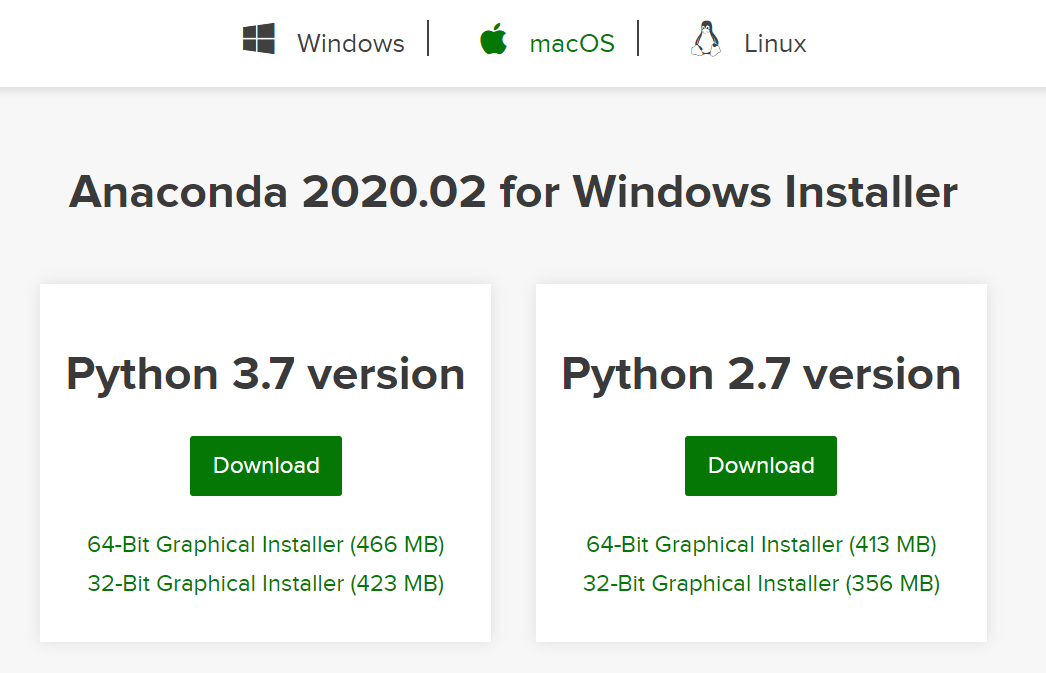 Windows
macOS
Linux
Anaconda 2020.02 for Windows Installer
Python 3.7 version
Download
64-Bit Graphical Installer (466 MB)
32-Bit Graphical Installer (423 MB)
Python 2.7 version
Download
64-Bit Graphical Installer (413 MB)
32-Bit Graphical Installer (356 MB)